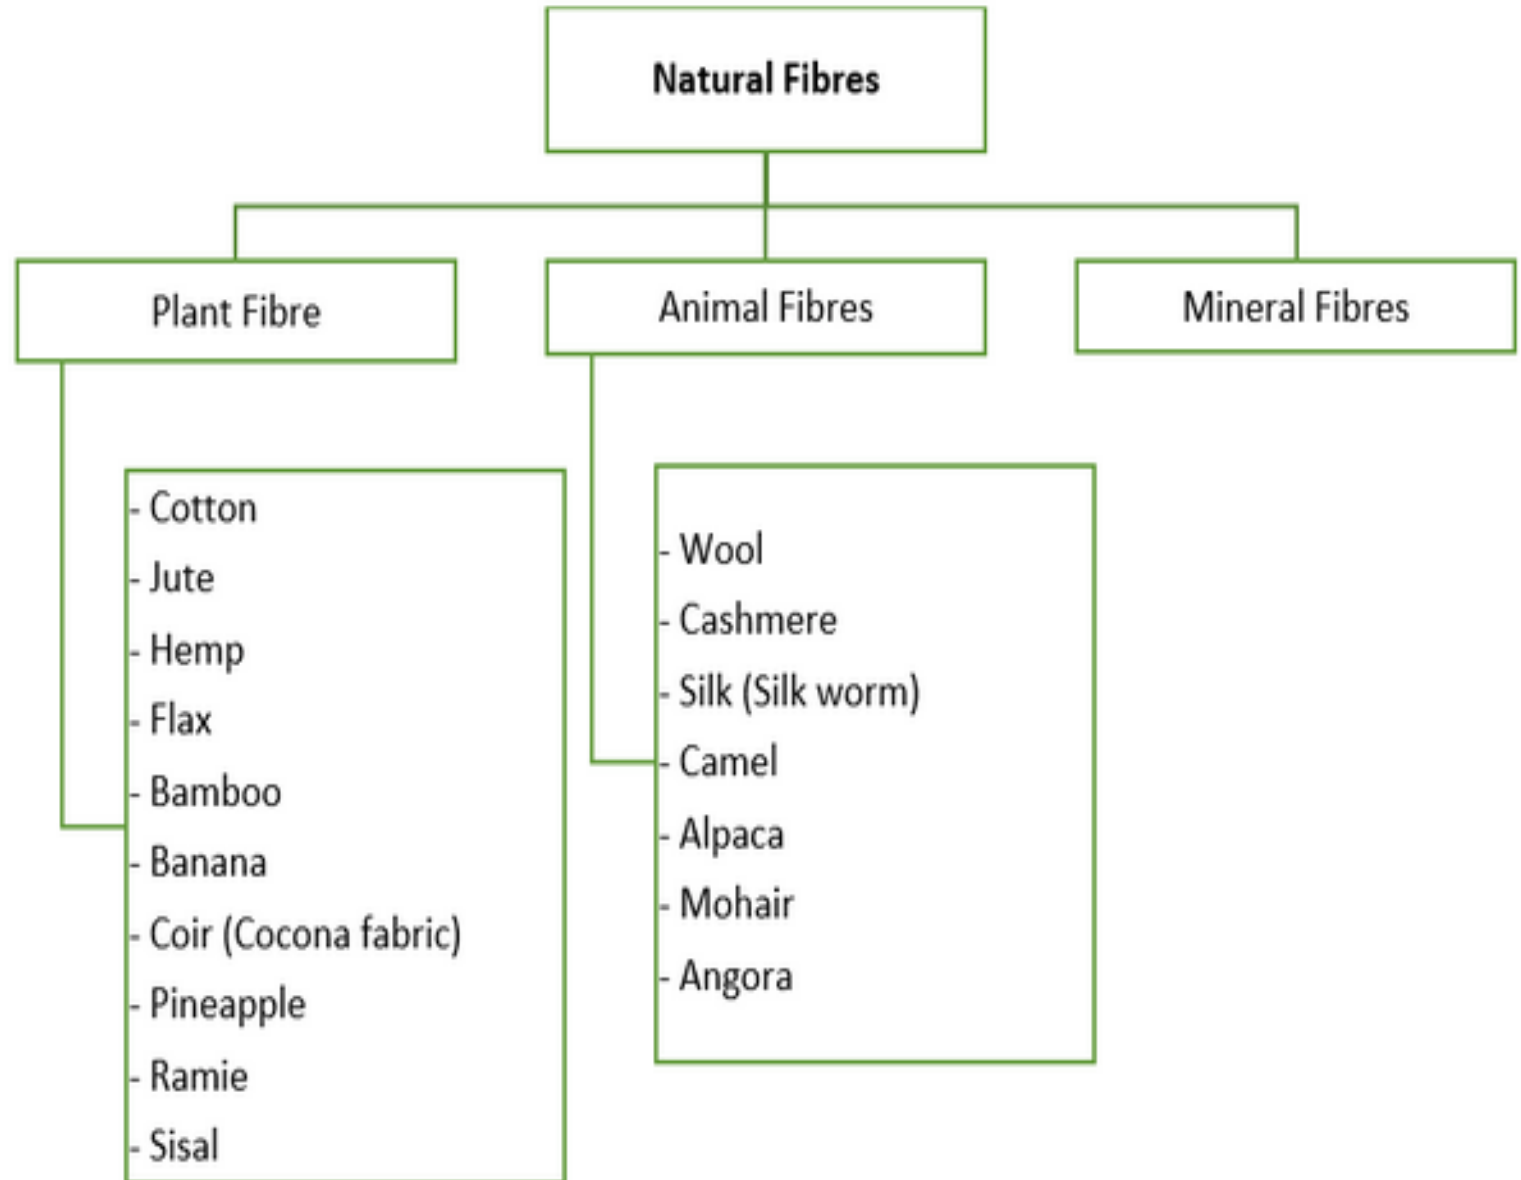 Natural Fibres
Plant Fibre
Animal Fibres
Mineral Fibres
- Cotton
- Jute
- Hemp
- Flax
- Bamboo
- Banana
- Coir (Cocona fabric)
- Pineapple
- Ramie
- Sisal
- Wool
- Cashmere
- Silk (Silk worm)
- Camel
- Alpaca
- Mohair
- Angora